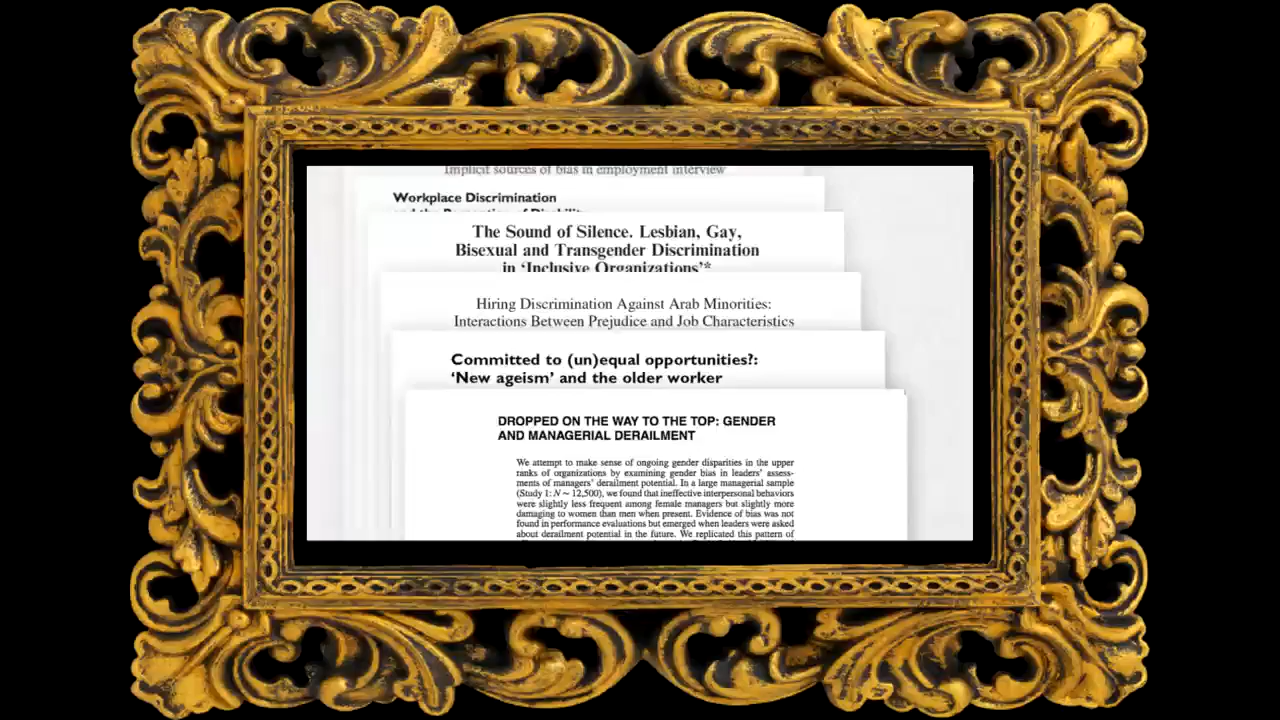 Implicit sources of bias in employment interview
Workplace Discrimination
and the Perception of Disability
The Sound of Silence. Lesbian, Gay,
Bisexual and Transgender Discrimination
in ‘Inclusive Organizations’*
Hiring Discrimination Against Arab Minorities:
Interactions Between Prejudice and Job Characteristics
Committed to (un)equal opportunities?:
‘New ageism’ and the older worker
DROPPED ON THE WAY TO THE TOP: GENDER
AND MANAGERIAL DERAILMENT
We attempt to make sense of ongoing gender disparities in the upper
ranks of organizations by examining gender bias in leaders’ assess-
ments of managers’ derailment potential. In a large managerial sample
(Study 1: N ~ 12,500), we found that ineffective interpersonal behaviors
were slightly less frequent among female managers but slightly more
damaging to women than men when present. Evidence of bias was not
found in performance evaluations but emerged when leaders were asked
about derailment potential in the future. We replicated this pattern of